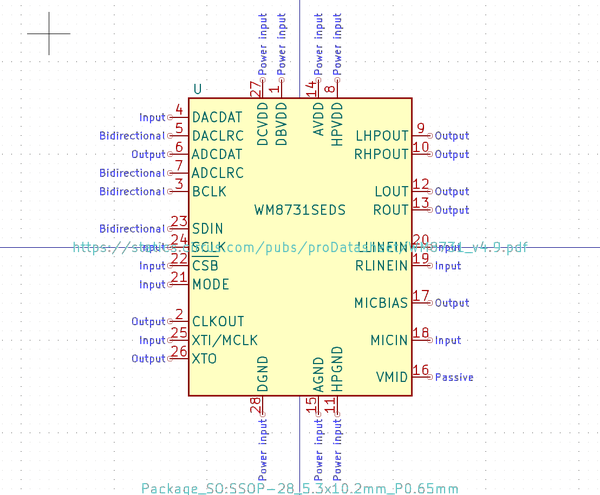 Power input Power input Power input Power input
27 1 14 8
U
DCVDD DBVDD AVDD HPVDD
Input 4 DACDAT
Bidirectional 5 DACLRC LHPOUT 9 Output
Output 6 ADCDAT RHPOUT 10 Output
Bidirectional 7 ADCLRC
Bidirectional 3 BCLK LOUT 12 Output
WM8731SEDS ROUT 13 Output
Bidirectional 23 SDIN
Input 24 SCLK LLINEIN 20 Input
Input 22 CSB RLINEIN 19 Input
Input 21 MODE
MICBIAS 17 Output
Output 2 CLKOUT
Input 25 XTI/MCLK MICIN 18 Input
Output 26 XTO
VMID 16 Passive
DGND AGND HPGND
28 15 11
Power input Power input Power input
Package_SO:SSOP-28_5.3x10.2mm_P0.65mm